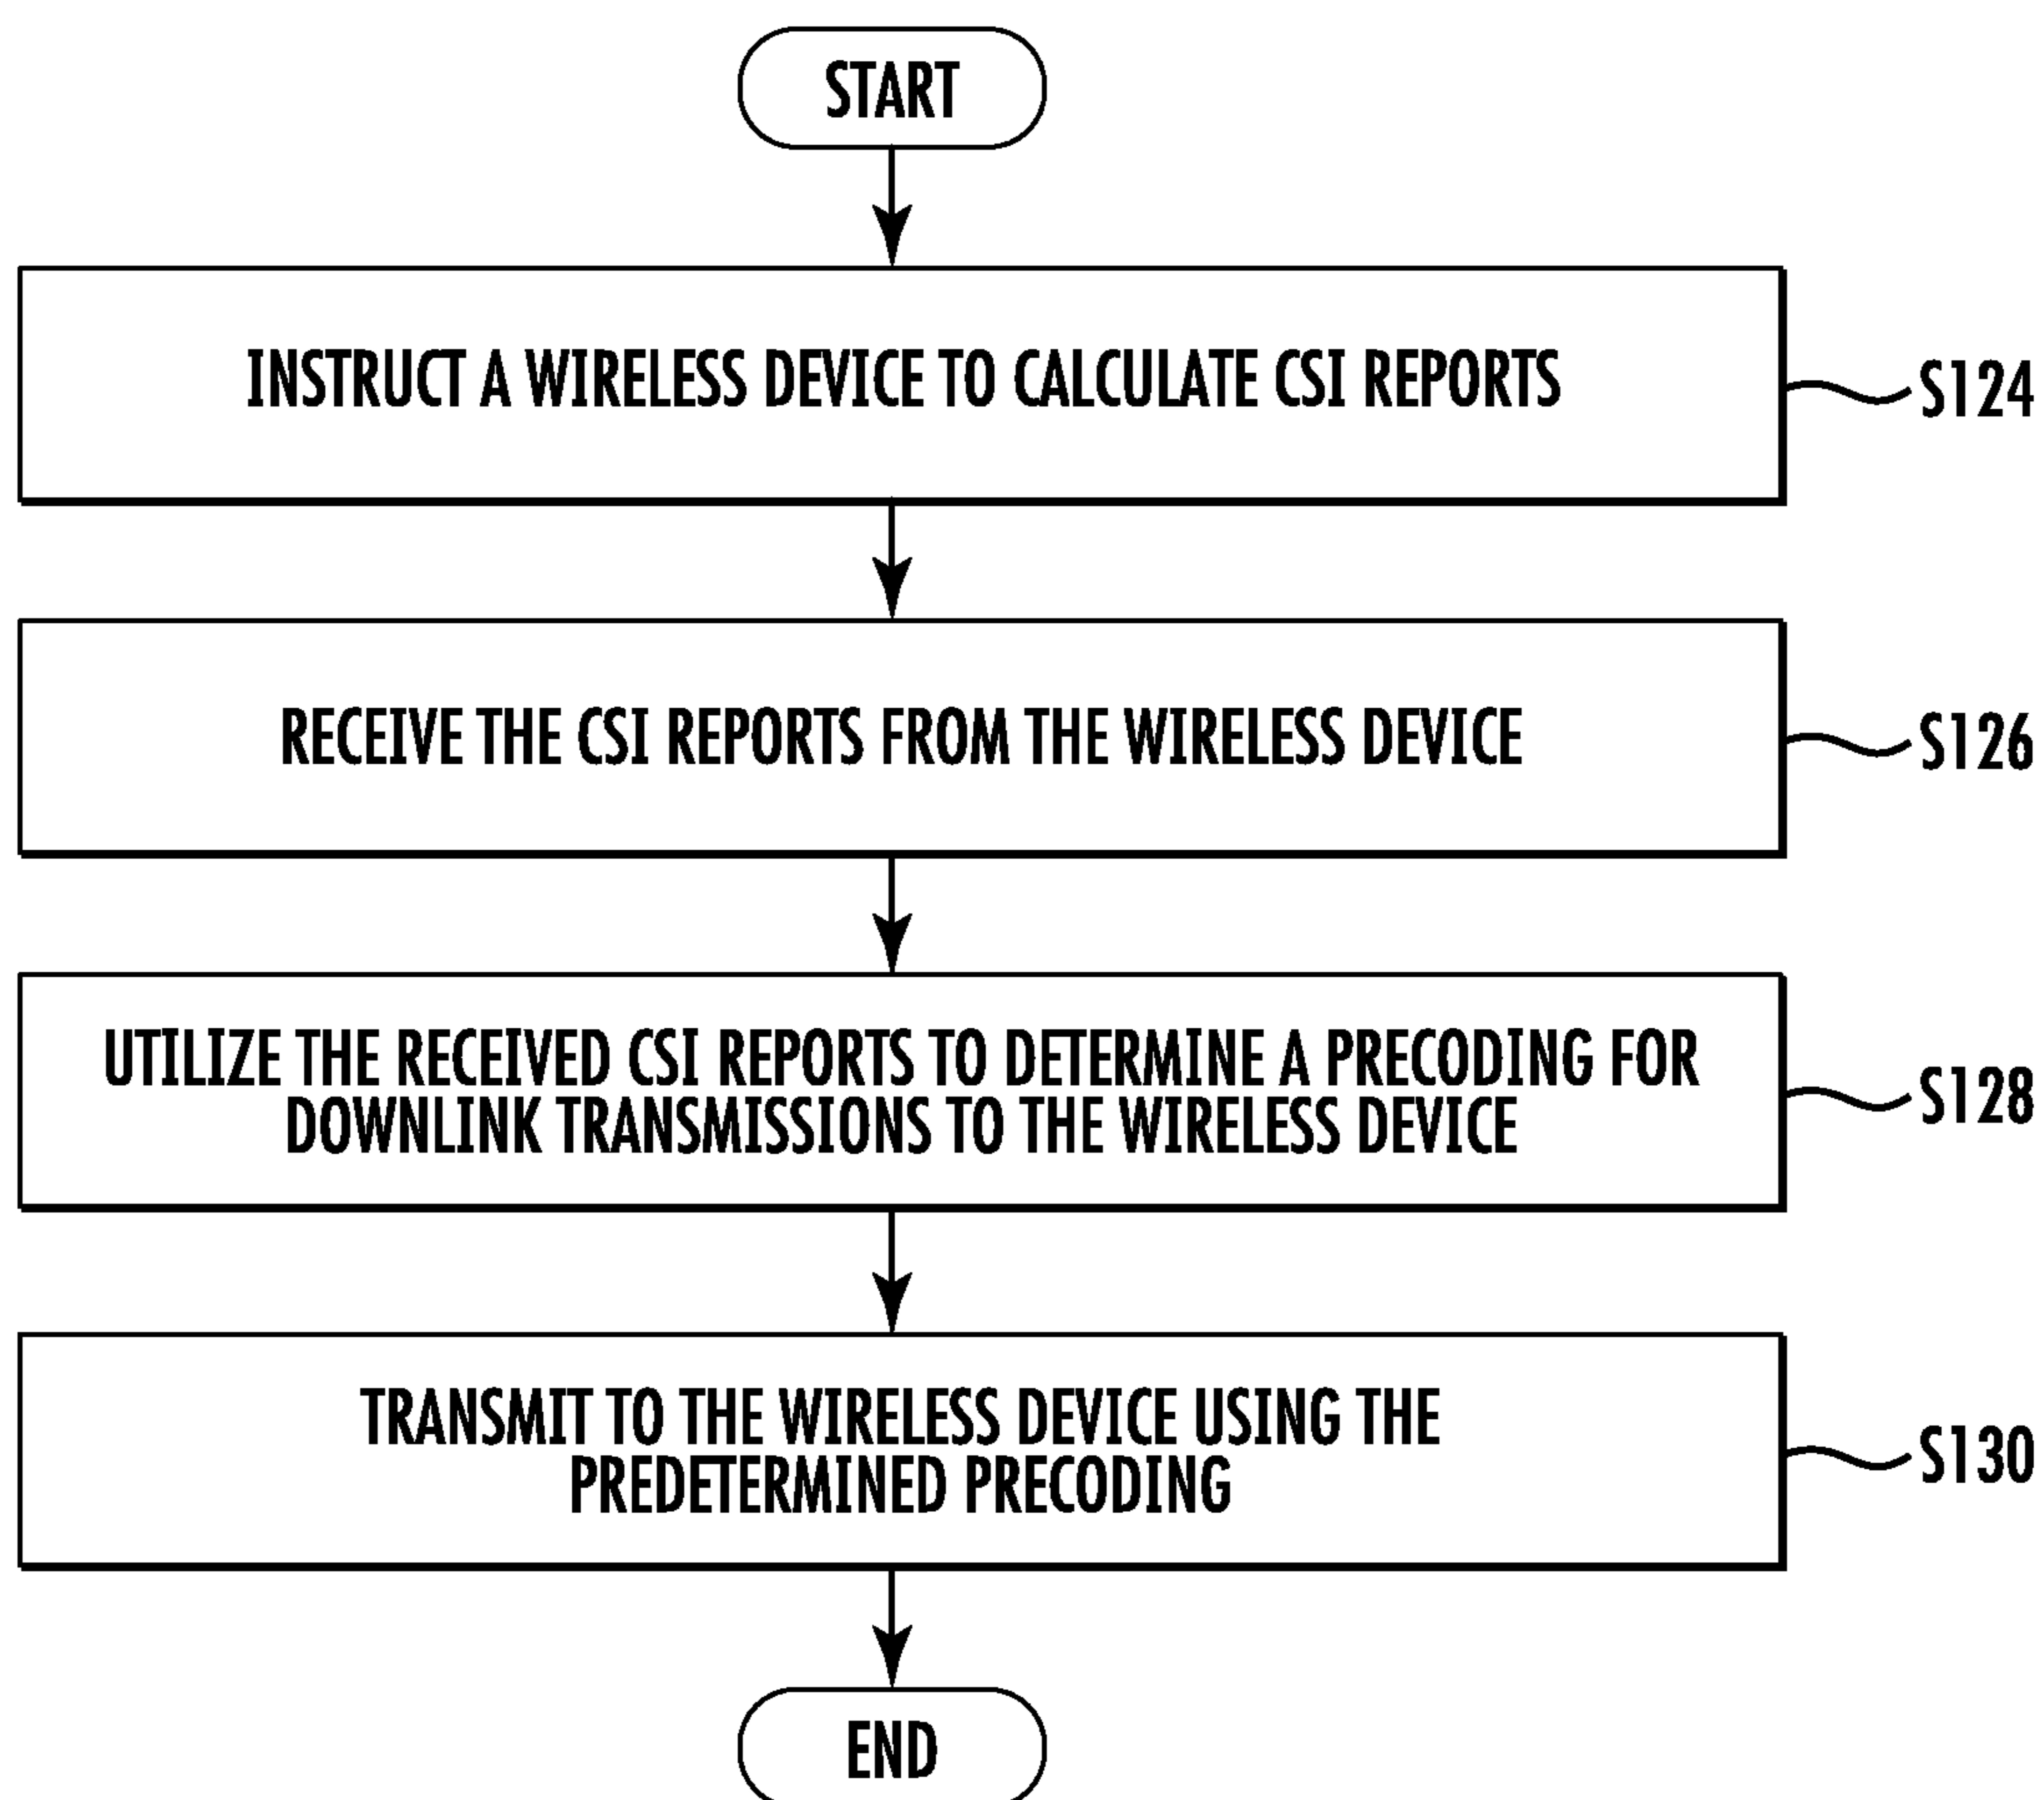 START
INSTRUCT A WIRELESS DEVICE TO CALCULATE CSI REPORTS
S124
RECEIVE THE CSI REPORTS FROM THE WIRELESS DEVICE
S126
UTILIZE THE RECEIVED CSI REPORTS TO DETERMINE A PRECODING FOR
DOWNLINK TRANSMISSIONS TO THE WIRELESS DEVICE
S128
TRANSMIT TO THE WIRELESS DEVICE USING THE
PREDETERMINED PRECODING
S130
END